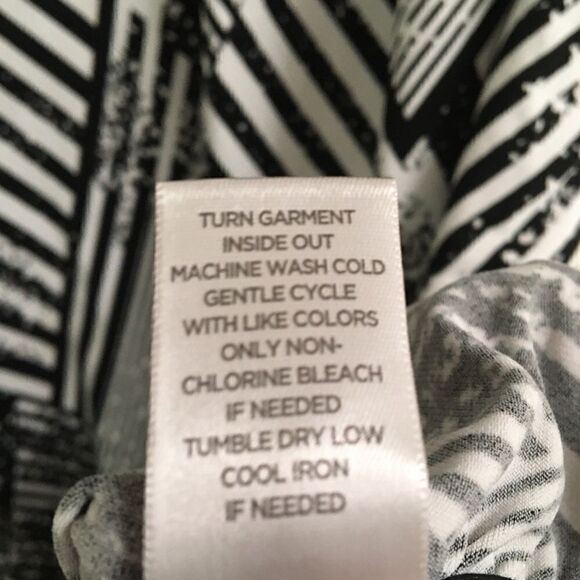 TURN GARMENT
INSIDE OUT
MACHINE WASH COLD
GENTLE CYCLE
WITH LIKE COLORS
ONLY NON-
CHLORINE BLEACH
IF NEEDED
TUMBLE DRY LOW
COOL IRON
IF NEEDED